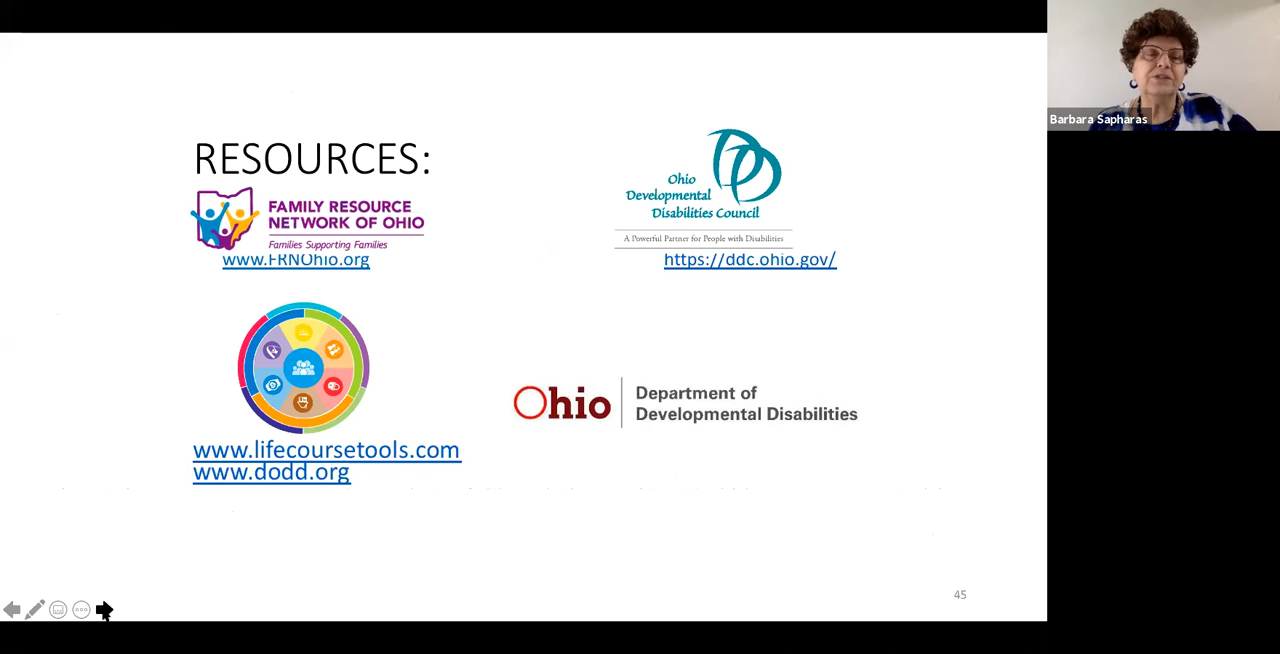 Barbara Sapharas
RESOURCES:
FAMILY RESOURCE
NETWORK OF OHIO
Families Supporting Families
www.FRNOhio.org
Ohio
Developmental
Disabilities Council
A Powerful Partner for People with Disabilities
https://ddc.ohio.gov/
www.lifecoursetools.com
www.dodd.org
Ohio
Department of
Developmental Disabilities
45